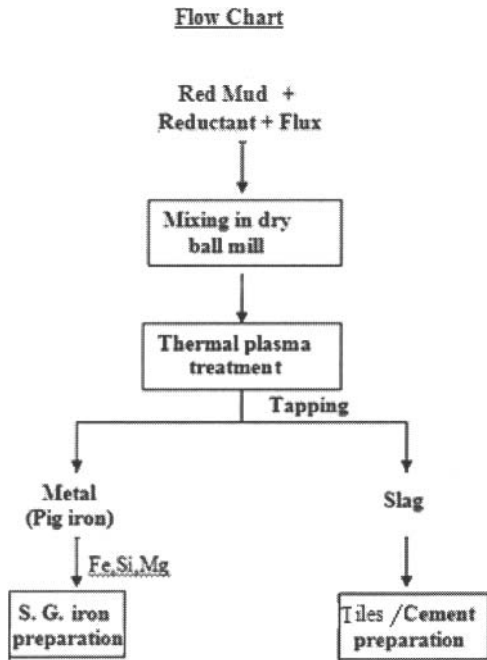 Flow Chart
Red Mud +
Reductant + Flux
Mixing in dry
ball mill
Thermal plasma
treatment
Tapping
Metal
(Pig iron)
Slag
Fe,Si,Mg
S. G. iron
preparation
Tiles /Cement
preparation